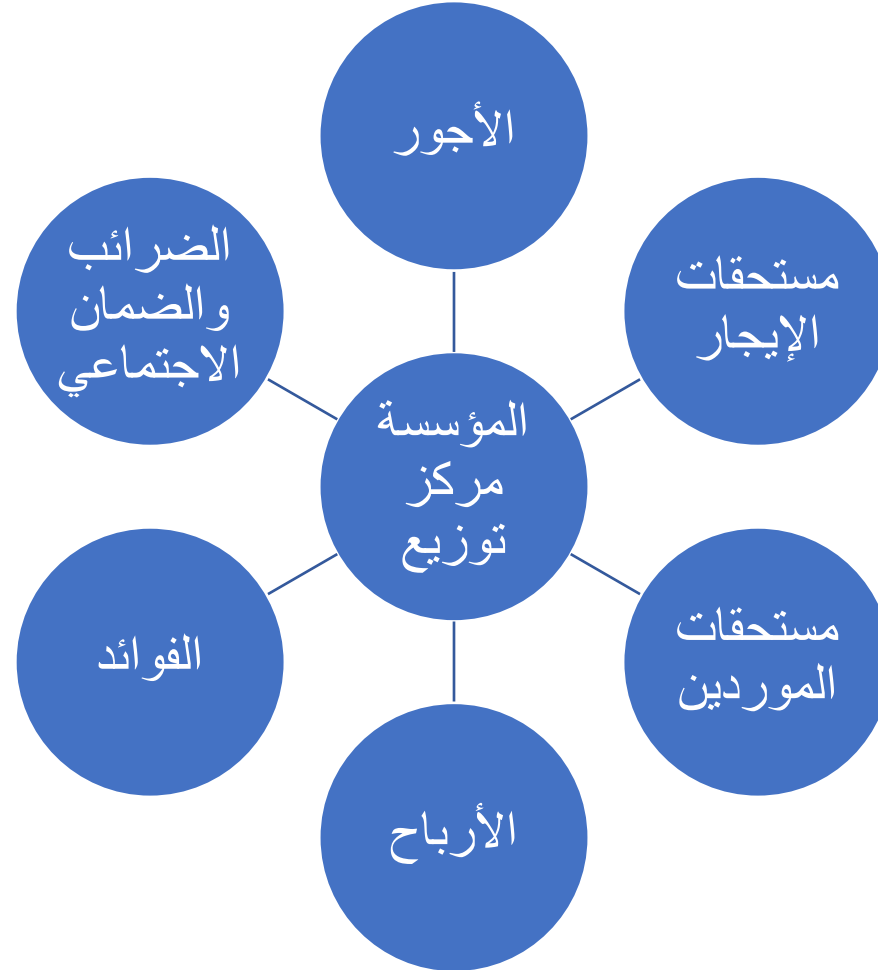 الأجور
مستحقات
الإيجار
مستحقات
الموردين
الأرباح
الفوائد
الضرائب
والضمان
الاجتماعي
المؤسسة
مركز
توزيع